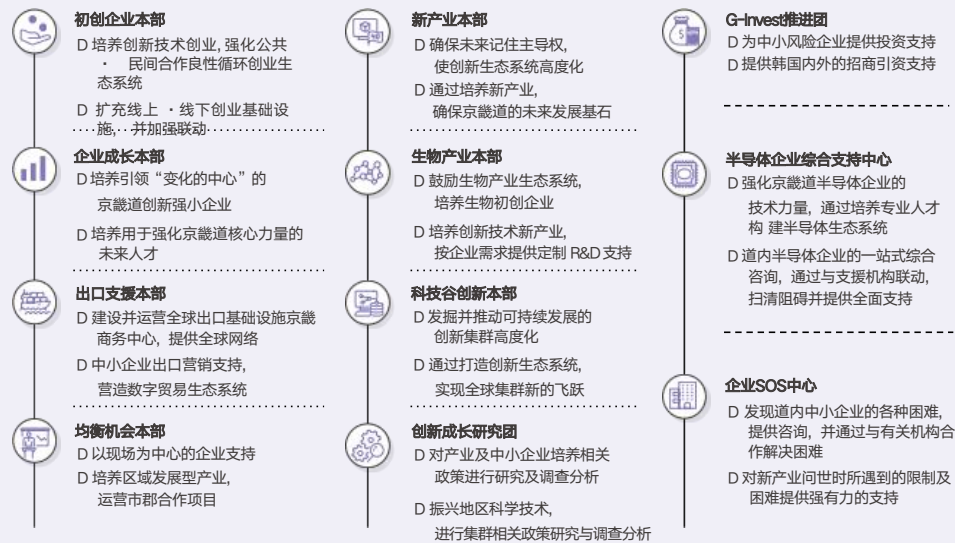 初创企业本部
D 培养创新技术创业, 强化公共
· 民间合作良性循环创业生
态系统
D 扩充线上 · 线下创业基础设
施, 并加强联动
企业成长本部
D 培养引领“变化的中心”的
京畿道创新强小企业
D 培养用于强化京畿道核心力量的
未来人才
出口支援本部
D 建设并运营全球出口基础设施京畿
商务中心, 提供全球网络
D 中小企业出口营销支持,
营造数字贸易生态系统
均衡机会本部
D 以现场为中心的企业支持
D 培养区域发展型产业,
运营市郡合作项目
新产业本部
D 确保未来记住主导权,
使创新生态系统高度化
D 通过培养新产业,
确保京畿道的未来发展基石
生物产业本部
D 鼓励生物产业生态系统,
培养生物初创企业
D 培养创新技术新产业,
按企业需求提供定制 R&D 支持
科技谷创新本部
D 发掘并推动可持续发展的
创新集群高度化
D 通过打造创新生态系统,
实现全球集群新的飞跃
创新成长研究团
D 对产业及中小企业培养相关
政策进行研究及调查分析
D 振兴地区科学技术,
进行集群相关政策研究与调查分析
G-Invest推进团
D 为中小风险企业提供投资支持
D 提供韩国内外的招商引资支持
半导体企业综合支持中心
D 强化京畿道半导体企业的
技术力量, 通过培养专业人才
构 建半导体生态系统
D 道内半导体企业的一站式综合
咨询, 通过与支援机构联动,
扫清阻碍并提供全面支持
企业SOS中心
D 发现道内中小企业的各种困难,
提供咨询, 并通过与有关机构合
作解决困难
D 对新产业问世时所遇到的限制及
困难提供强有力的支持